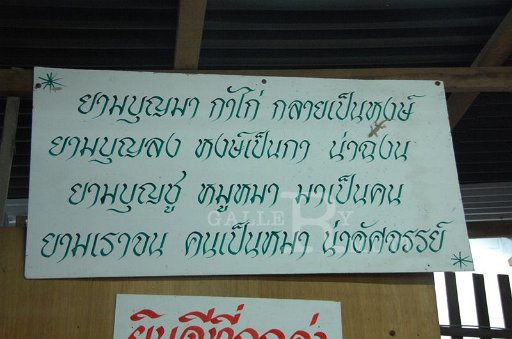 ยามบุญมา กาไก่ กลายเป็นหงษ์
ยามบุญลง หงษ์เป็นกา น่าฉงน
ยามบุญชู หมูหมา มาเป็นคน
ยามเราจน คนเป็นหมา น่าอัศจรรย์
GALLERY